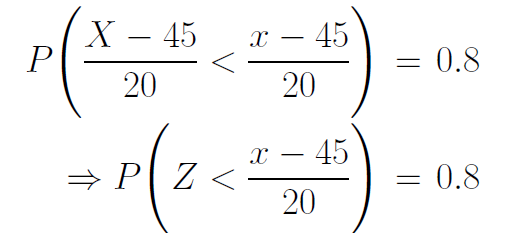 P( (X − 45)/20 < (x − 45)/20 ) = 0.8
⇒ P( Z < (x − 45)/20 ) = 0.8